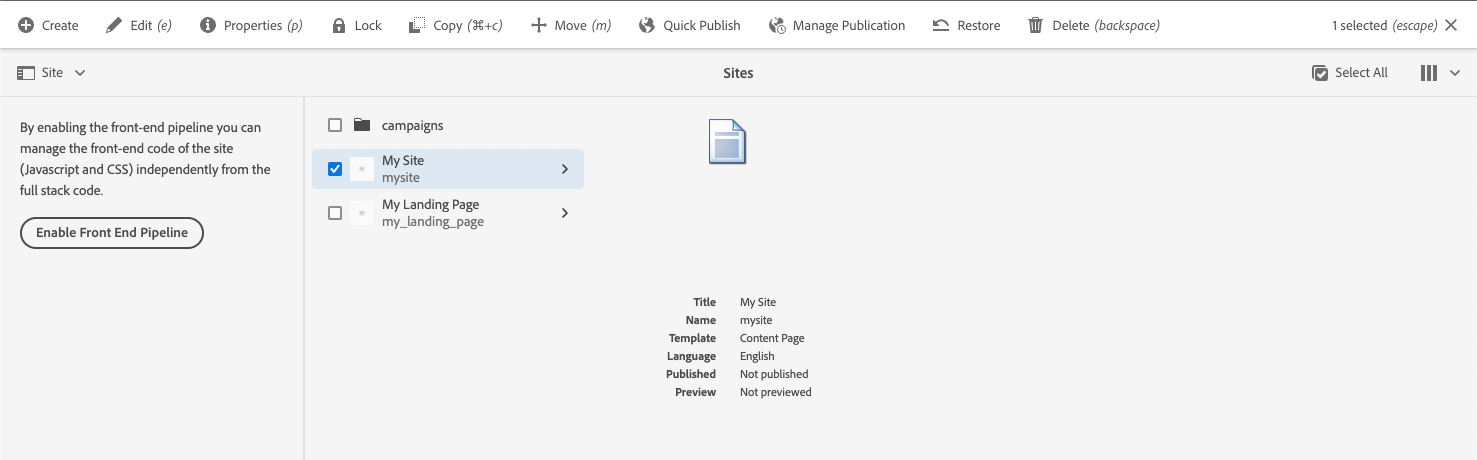 Create Edit (e) Properties (p) Lock Copy (⌘+c) Move (m) Quick Publish Manage Publication Restore Delete (backspace) 1 selected (escape)
Site Sites Select All
By enabling the front-end pipeline you can
manage the front-end code of the site
(Javascript and CSS) independently from the
full stack code.
Enable Front End Pipeline
campaigns
My Site
mysite
My Landing Page
my_landing_page
Title My Site
Name mysite
Template Content Page
Language English
Published Not published
Preview Not previewed